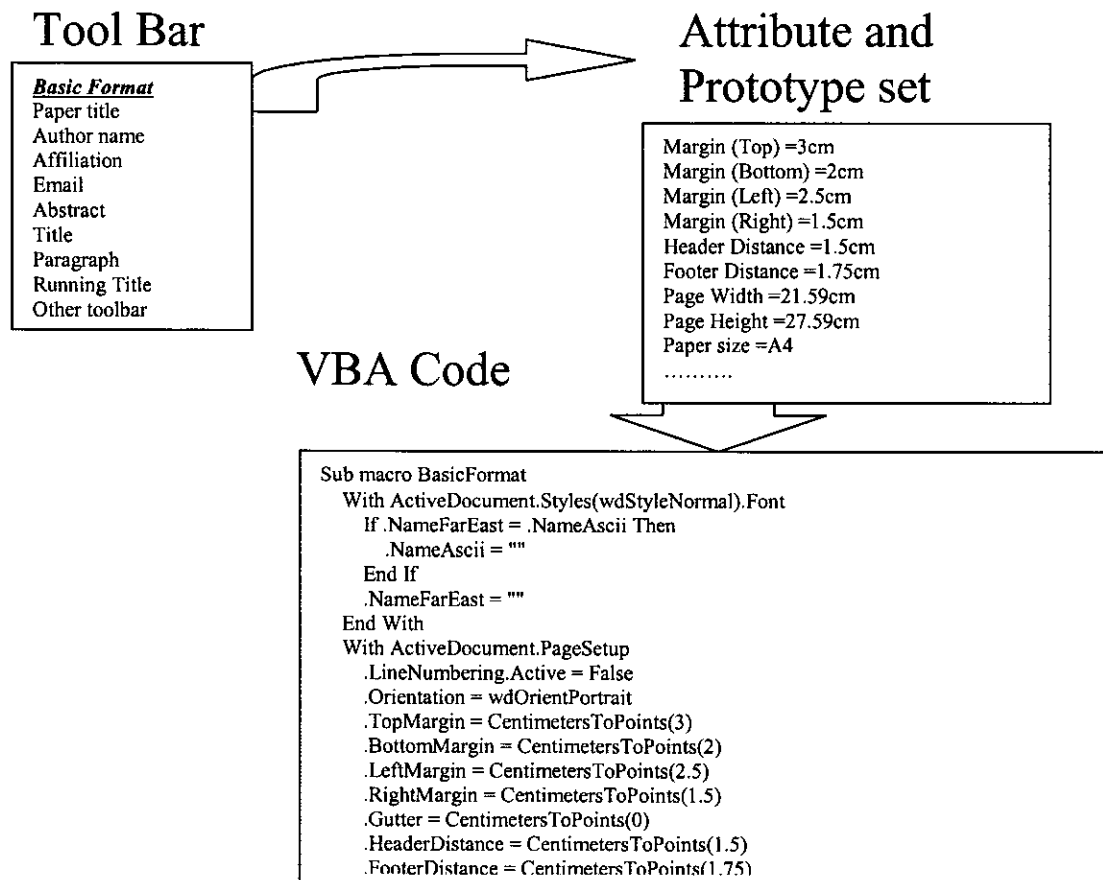 Tool Bar
Basic Format
Paper title
Author name
Affiliation
Email
Abstract
Title
Paragraph
Running Title
Other toolbar
Attribute and
Prototype set
Margin (Top) =3cm
Margin (Bottom) =2cm
Margin (Left) =2.5cm
Margin (Right) =1.5cm
Header Distance =1.5cm
Footer Distance =1.75cm
Page Width =21.59cm
Page Height =27.59cm
Paper size =A4
..........
VBA Code
Sub macro BasicFormat
With ActiveDocument.Styles(wdStyleNormal).Font
If .NameFarEast = .NameAscii Then
.NameAscii = ""
End If
.NameFarEast = ""
End With
With ActiveDocument.PageSetup
.LineNumbering.Active = False
.Orientation = wdOrientPortrait
.TopMargin = CentimetersToPoints(3)
.BottomMargin = CentimetersToPoints(2)
.LeftMargin = CentimetersToPoints(2.5)
.RightMargin = CentimetersToPoints(1.5)
.Gutter = CentimetersToPoints(0)
.HeaderDistance = CentimetersToPoints(1.5)
.FooterDistance = CentimetersToPoints(1.75)